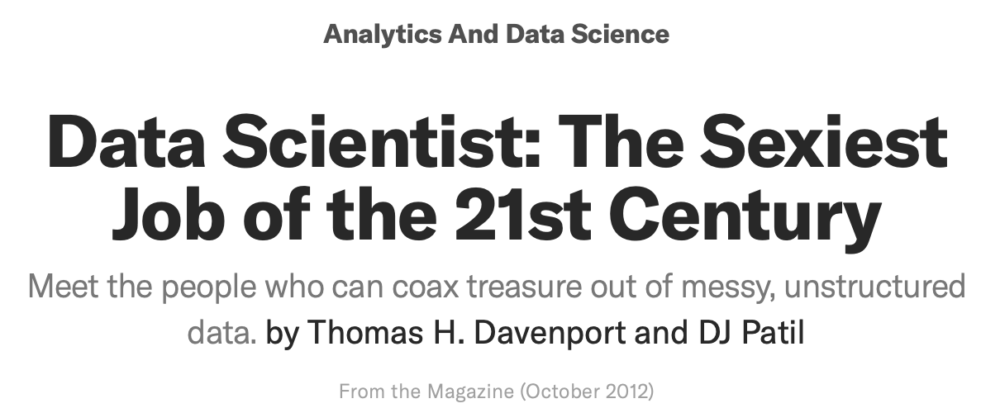 Analytics And Data Science
Data Scientist: The Sexiest
Job of the 21st Century
Meet the people who can coax treasure out of messy, unstructured
data. by Thomas H. Davenport and DJ Patil
From the Magazine (October 2012)